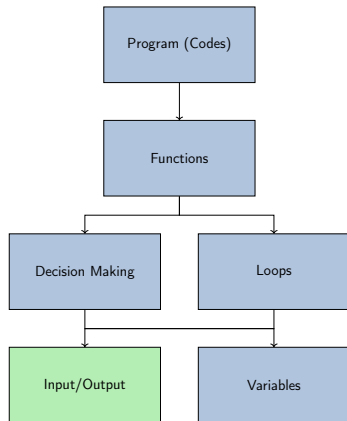 Program (Codes)
Functions
Decision Making
Loops
Input/Output
Variables